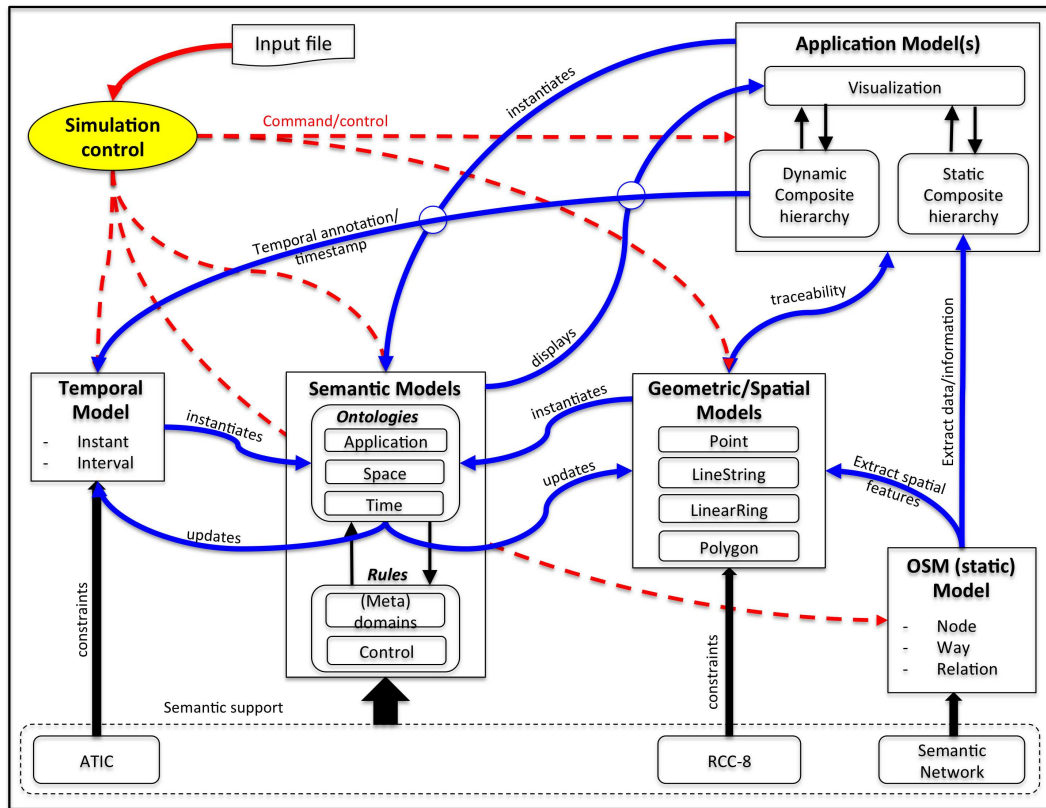 Input file
Application Model(s)
Visualization
Dynamic
Composite
hierarchy
Static
Composite
hierarchy
Simulation
control
Command/control
instantiates
Temporal annotation/
timestamp
displays
traceability
Extract data/information
Temporal
Model
- Instant
- Interval
instantiates
Semantic Models
Ontologies
Application
Space
Time
instantiates
Geometric/Spatial
Models
Point
LineString
LinearRing
Polygon
updates
updates
Extract spatial
features
Rules
(Meta)
domains
Control
OSM (static)
Model
- Node
- Way
- Relation
constraints
constraints
Semantic support
ATIC
RCC-8
Semantic
Network